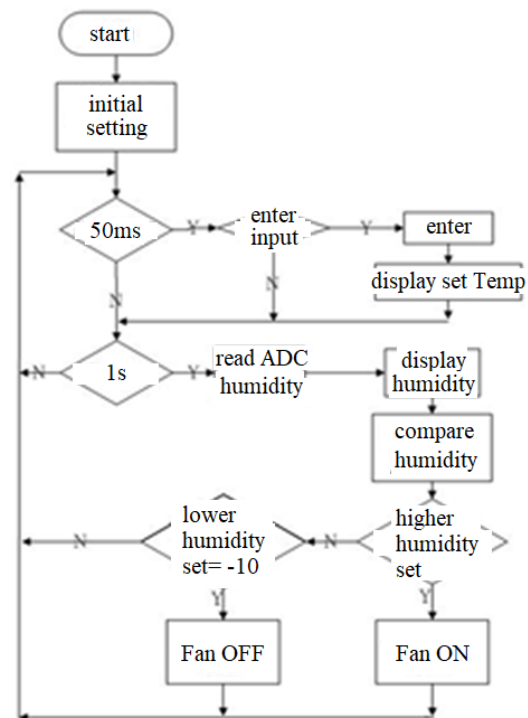 start
initial
setting
50ms
Y
enter
input
Y
enter
N
N
display set Temp
N
1s
Y
read ADC
humidity
display
humidity
compare
humidity
lower
humidity
set= -10
N
N
higher
humidity
set
Y
Y
Fan OFF
Fan ON